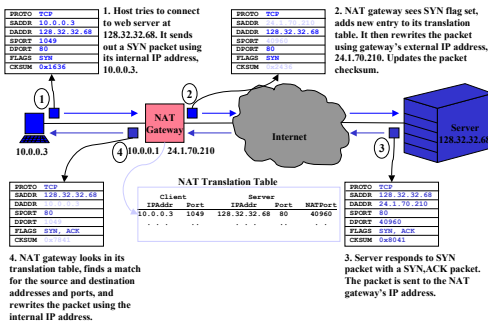 PROTO TCP
SADDR 10.0.0.3
DADDR 128.32.32.68
SPORT 1049
DPORT 80
FLAGS SYN
CKSUM 0x1636
1. Host tries to connect
to web server at
128.32.32.68. It sends
out a SYN packet using
its internal IP address,
10.0.0.3.
PROTO TCP
SADDR 24.1.70.210
DADDR 128.32.32.68
SPORT 40960
DPORT 80
FLAGS SYN
CKSUM
2. NAT gateway sees SYN flag set,
adds new entry to its translation
table. It then rewrites the packet
using gateway's external IP address,
24.1.70.210. Updates the packet
checksum.
1
2
NAT
Gateway
Internet
Server
128.32.32.68
3
4
10.0.0.3
10.0.0.1
24.1.70.210
PROTO TCP
SADDR 128.32.32.68
DADDR 10.0.0.3
SPORT 80
DPORT 1049
FLAGS SYN, ACK
CKSUM
NAT Translation Table
Client Server
IPAddr Port IPAddr Port NATPort
10.0.0.3 1049 128.32.32.68 80 40960
. . . . . . . . . .
PROTO TCP
SADDR 128.32.32.68
DADDR 24.1.70.210
SPORT 80
DPORT 40960
FLAGS SYN, ACK
CKSUM 0x8041
4. NAT gateway looks in its
translation table, finds a match
for the source and destination
addresses and ports, and
rewrites the packet using the
internal IP address.
3. Server responds to SYN
packet with a SYN,ACK packet.
The packet is sent to the NAT
gateway's IP address.